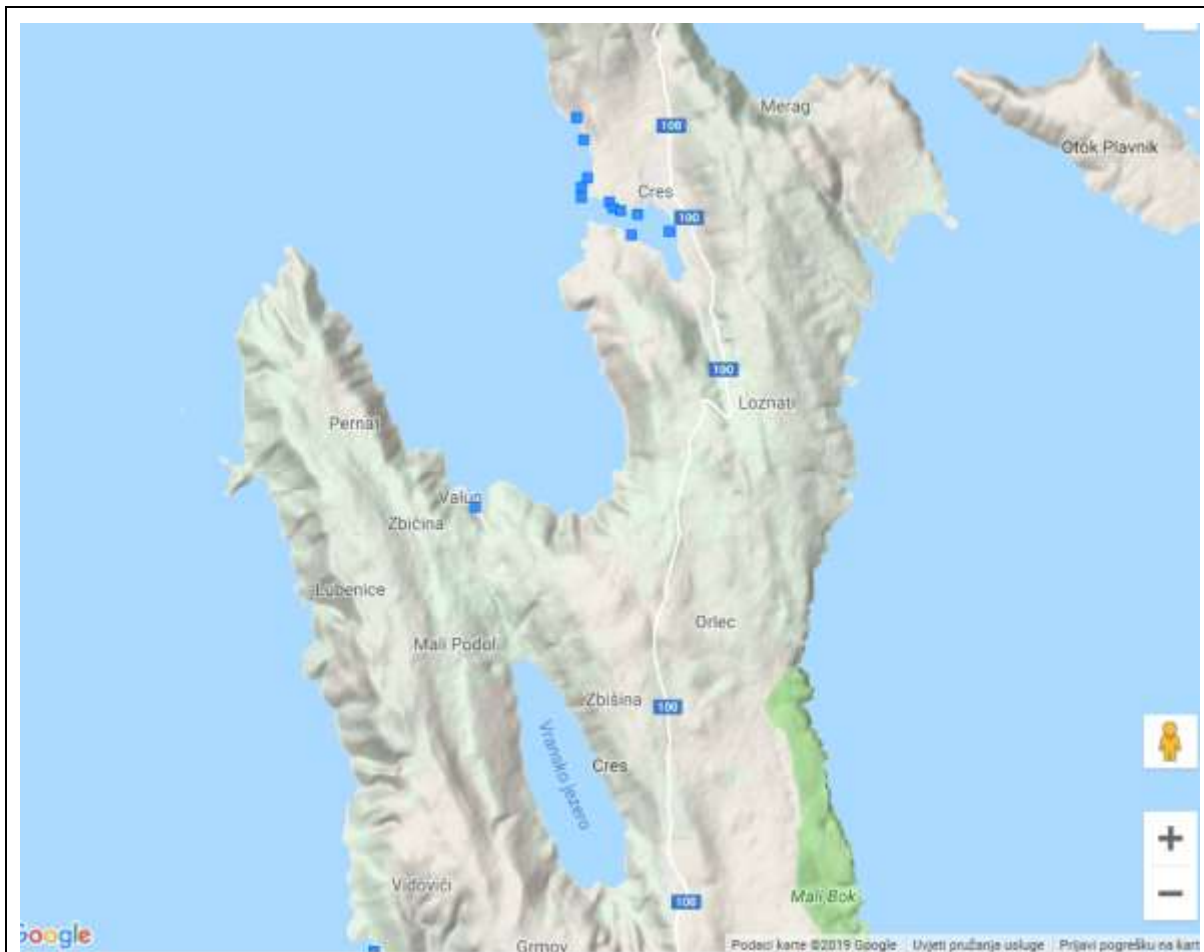 Merag
100
Otok Plavnik
Cres
100
100
Loznati
Pernat
Valun
Zbičina
Lubenice
Orlec
Mali Podol
Zbišina
100
Vransko jezero
Cres
Vidovići
Mali Bok
100
Grmov
Google
Podaci karte ©2019 Google
Uvjeti pružanja usluge
Prijavi pogrešku na kart